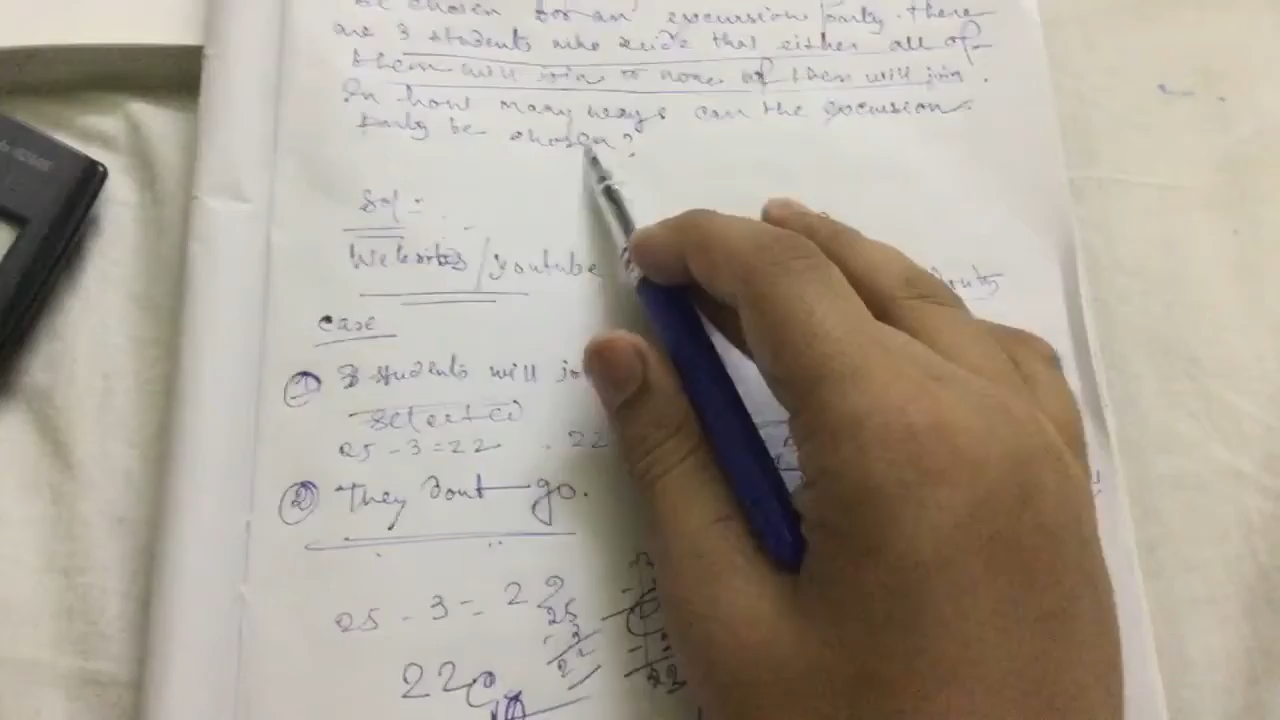 be chosen for an excursion party. There
are 3 students who decide that either all of
them will join or none of them will join.
In how many ways can the excursion
party be chosen?
Sol :-
Websites / youtube
case
① 3 students will
selected
25 - 3 = 22 . 22
② They dont go.
25 - 3 = 22
22C